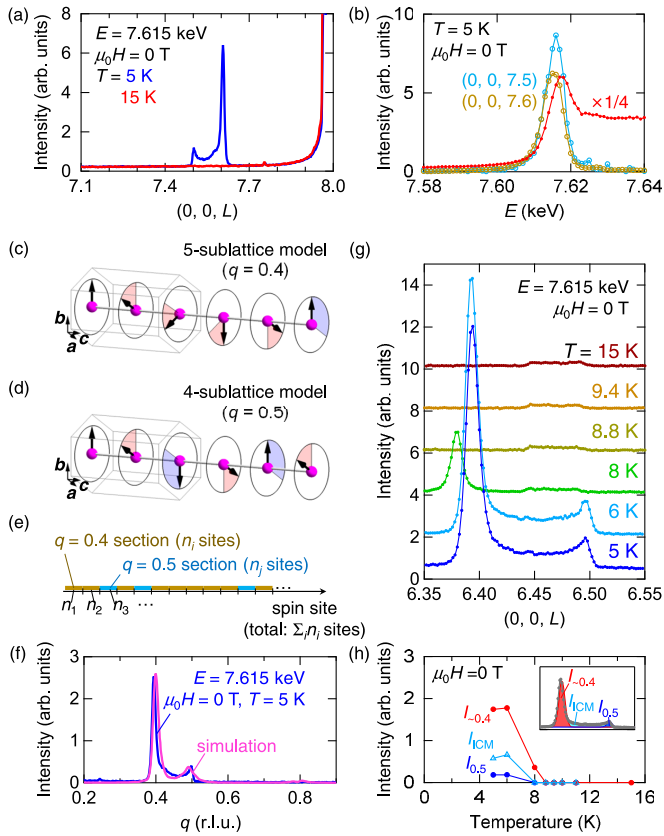 (a)
E = 7.615 keV
μ0H = 0 T
T = 5 K
15 K
Intensity (arb. units)
8
6
4
2
0
7.1
7.4
7.7
8.0
(0, 0, L)
(b)
T = 5 K
μ0H = 0 T
(0, 0, 7.5)
(0, 0, 7.6)
×1/4
Intensity (arb. units)
10
5
0
7.58
7.60
7.62
7.64
E (keV)
(c)
5-sublattice model
(q = 0.4)
b
a
c
(d)
4-sublattice model
(q = 0.5)
b
a
c
(e)
q = 0.4 section (ni sites)
q = 0.5 section (nj sites)
n1 n2 n3 ⋯
⋯
spin site
(total: Σini sites)
(f)
E = 7.615 keV
μ0H = 0 T, T = 5 K
simulation
Intensity (arb. units)
3
2
1
0
0.2
0.4
0.6
0.8
q (r.l.u.)
(g)
E = 7.615 keV
μ0H = 0 T
T = 15 K
9.4 K
8.8 K
8 K
6 K
5 K
Intensity (arb. units)
14
12
10
8
6
4
2
0
6.35
6.40
6.45
6.50
6.55
(0, 0, L)
(h)
μ0H =0 T
I~0.4
IICM
I0.5
I~0.4
IICM
I0.5
Intensity (arb. units)
3
2
1
0
0
4
8
12
16
Temperature (K)